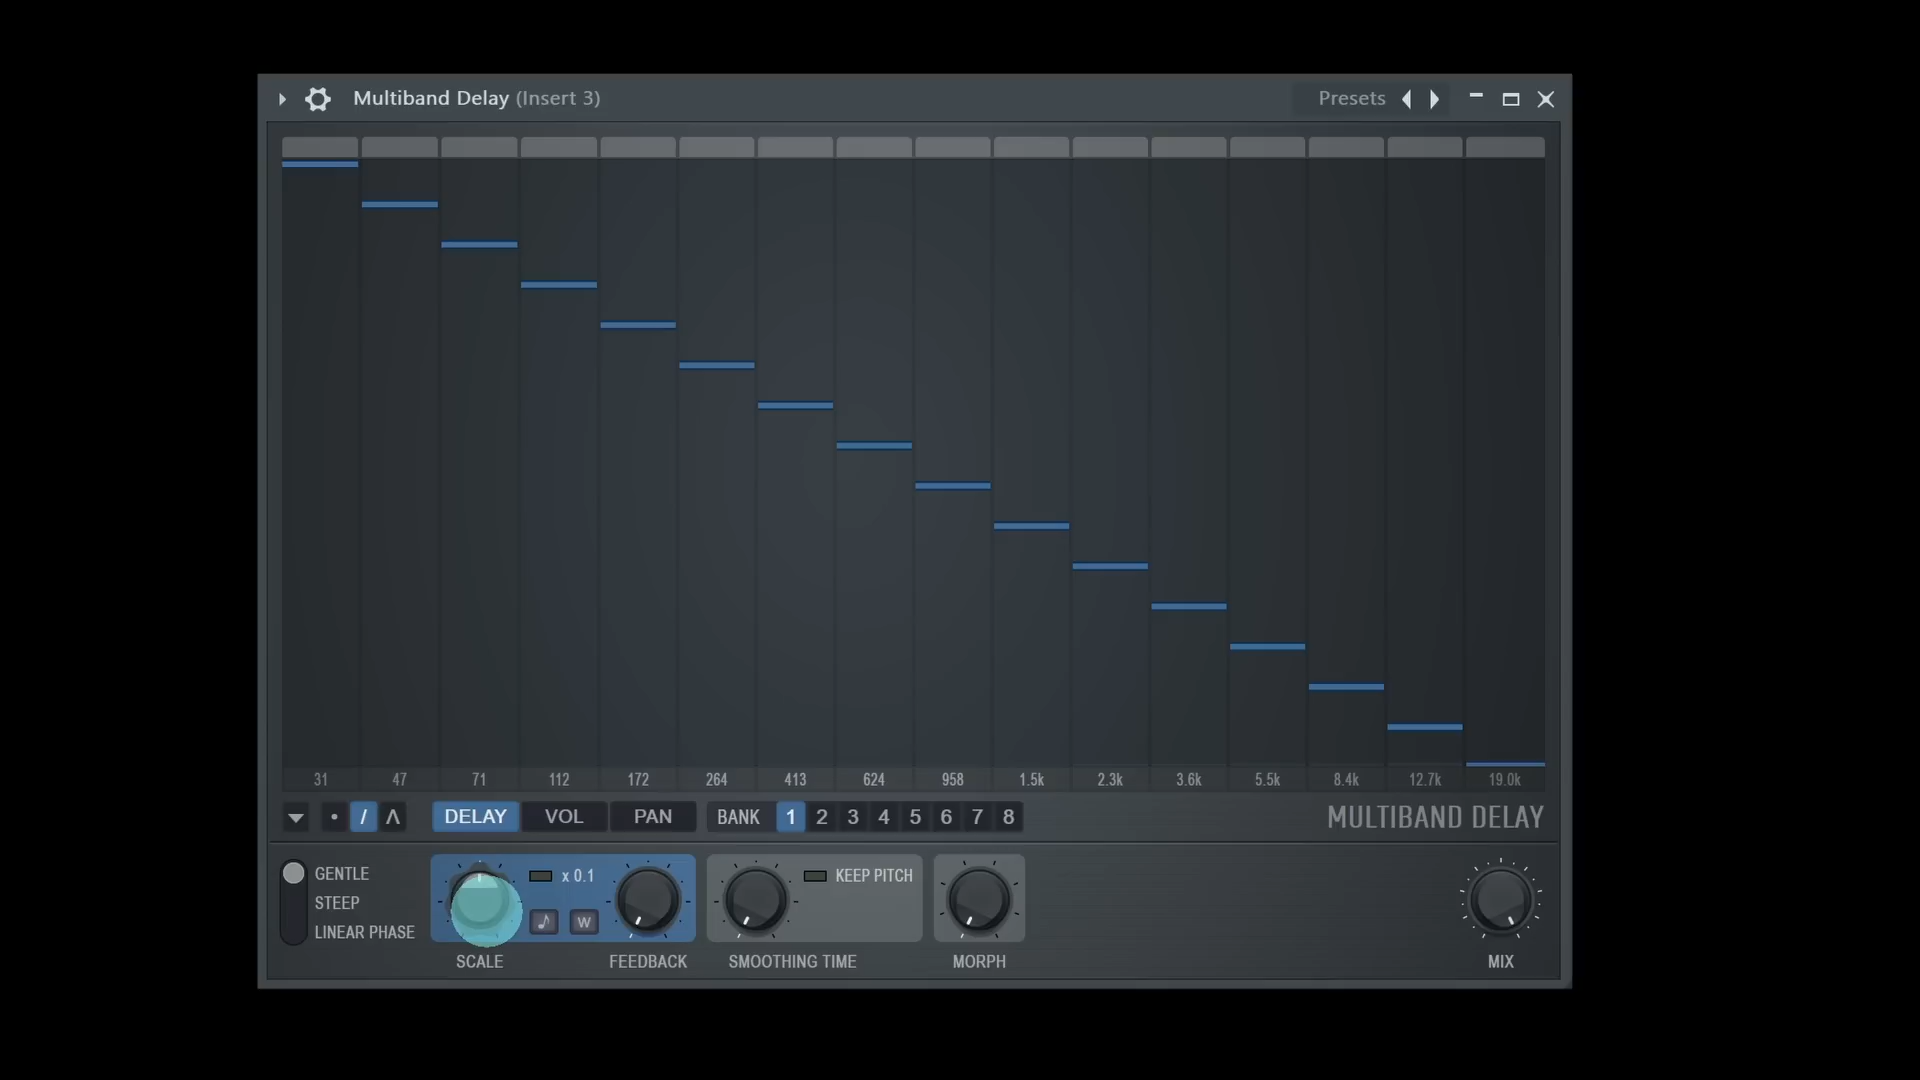 Multiband Delay (Insert 3)
Presets
31 47 71 112 172 264 413 624 958 1.5k 2.3k 3.6k 5.5k 8.4k 12.7k 19.0k
DELAY VOL PAN BANK 1 2 3 4 5 6 7 8 MULTIBAND DELAY
GENTLE
STEEP
LINEAR PHASE
x 0.1
W
KEEP PITCH
SCALE FEEDBACK SMOOTHING TIME MORPH MIX